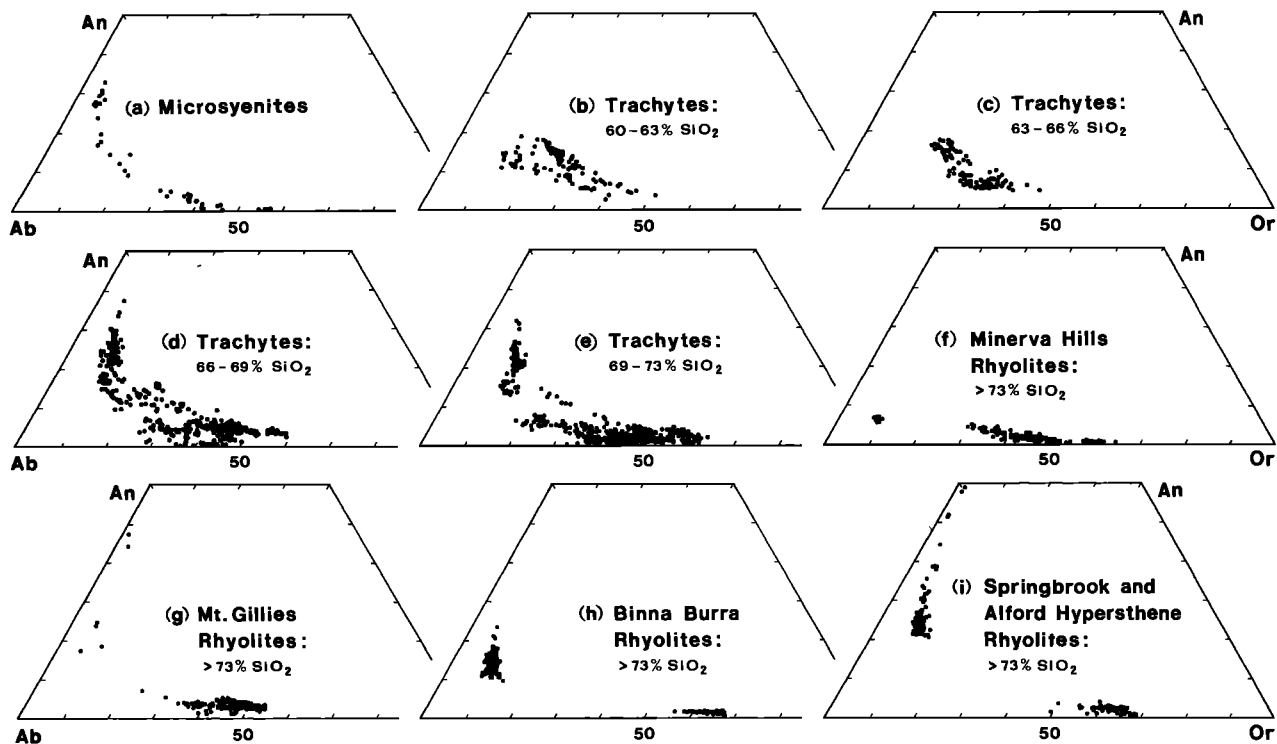 An
(a) Microsyenites
Ab
50
(b) Trachytes:
60-63% SiO₂
50
An
(c) Trachytes:
63-66% SiO₂
50
Or
An
(d) Trachytes:
66-69% SiO₂
Ab
50
(e) Trachytes:
69-73% SiO₂
50
An
(f) Minerva Hills
Rhyolites:
>73% SiO₂
50
Or
An
(g) Mt. Gillies
Rhyolites:
>73% SiO₂
Ab
50
(h) Binna Burra
Rhyolites:
>73% SiO₂
50
An
(i) Springbrook and
Alford Hypersthene
Rhyolites:
>73% SiO₂
50
Or